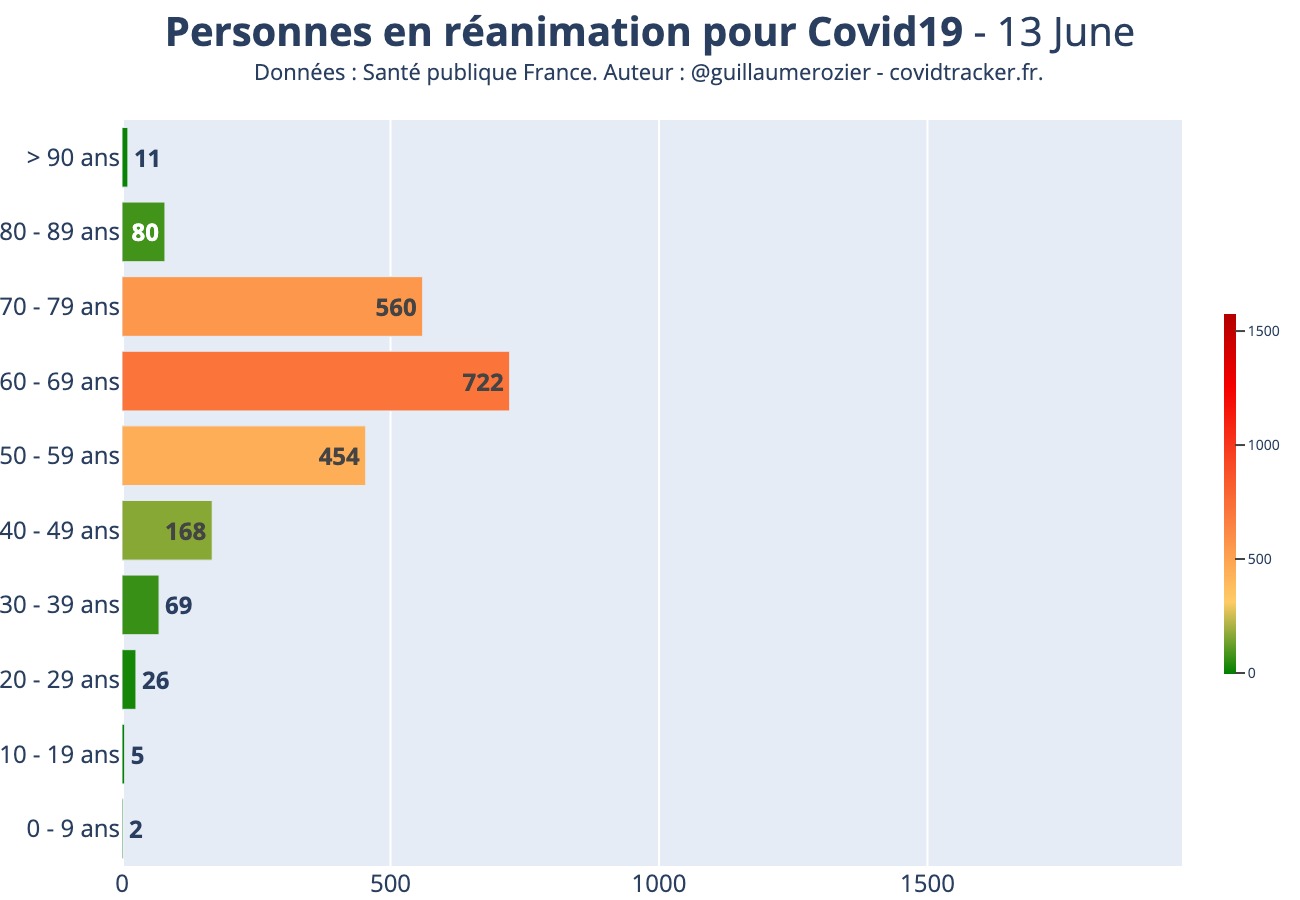 Personnes en réanimation pour Covid19 - 13 June
Données : Santé publique France. Auteur : @guillaumerozier - covidtracker.fr.
> 90 ans 11
80 - 89 ans 80
70 - 79 ans 560
60 - 69 ans 722
50 - 59 ans 454
40 - 49 ans 168
30 - 39 ans 69
20 - 29 ans 26
10 - 19 ans 5
0 - 9 ans 2
0 500 1000 1500
1500
1000
500
0